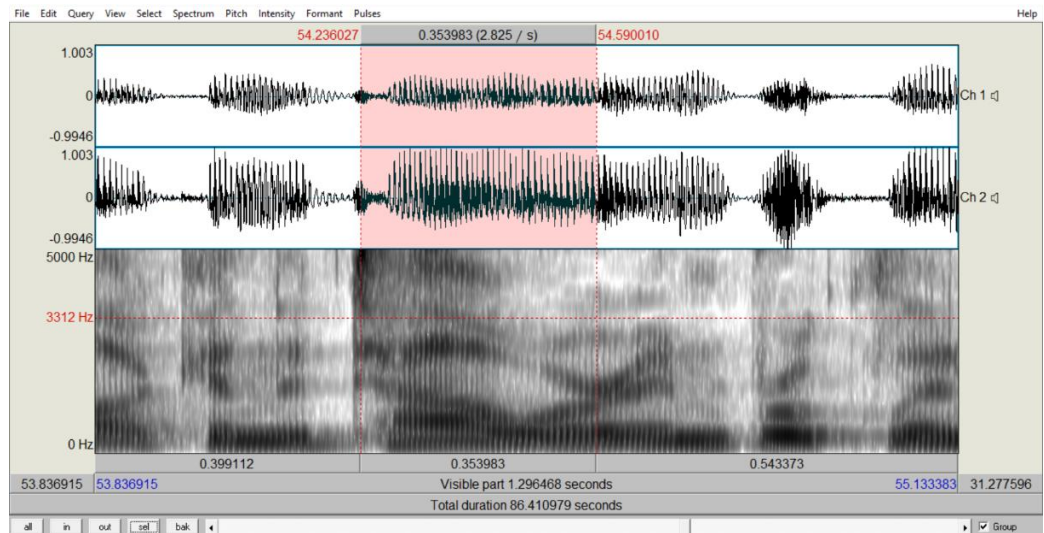 File Edit Query View Select Spectrum Pitch Intensity Formant Pulses Help
54.236027 0.353983 (2.825 / s) 54.590010
1.003
0
-0.9946
Ch 1
1.003
0
-0.9946
Ch 2
5000 Hz
3312 Hz
0 Hz
0.399112 0.353983 0.543373
53.836915 53.836915 Visible part 1.296468 seconds 55.133383 31.277596
Total duration 86.410979 seconds
all in out sel bak Group